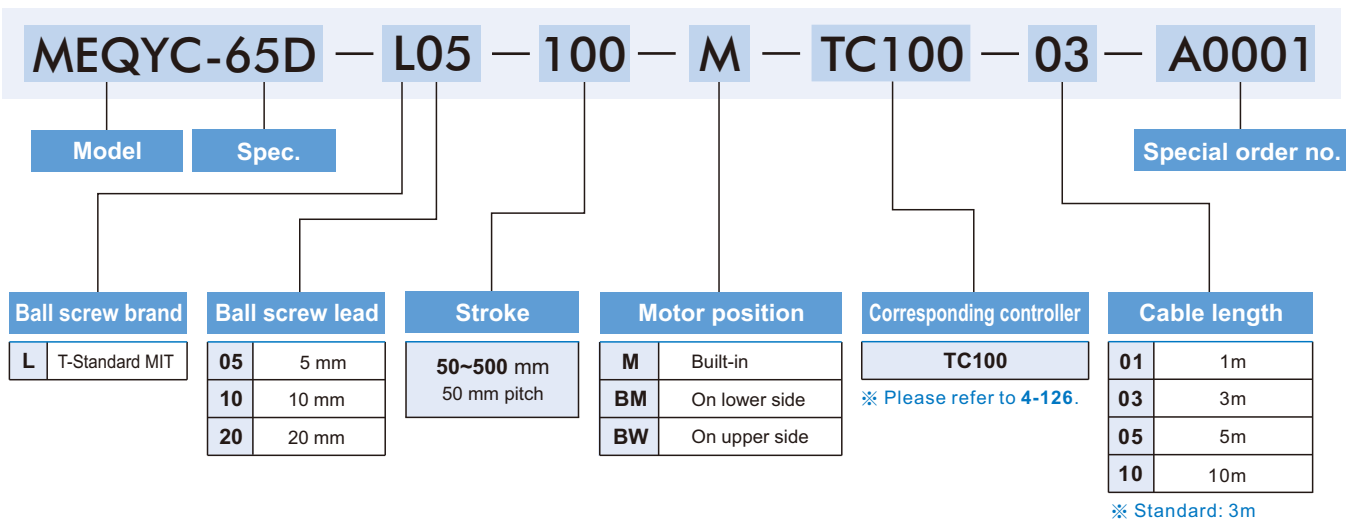 MEQYC-65D — L05 — 100 — M — TC100 — 03 — A0001
Model
Spec.
Special order no.
Ball screw brand
L T-Standard MIT
Ball screw lead
05 5 mm
10 10 mm
20 20 mm
Stroke
50~500 mm
50 mm pitch
Motor position
M Built-in
BM On lower side
BW On upper side
Corresponding controller
TC100
※ Please refer to 4-126.
Cable length
01 1m
03 3m
05 5m
10 10m
※ Standard: 3m